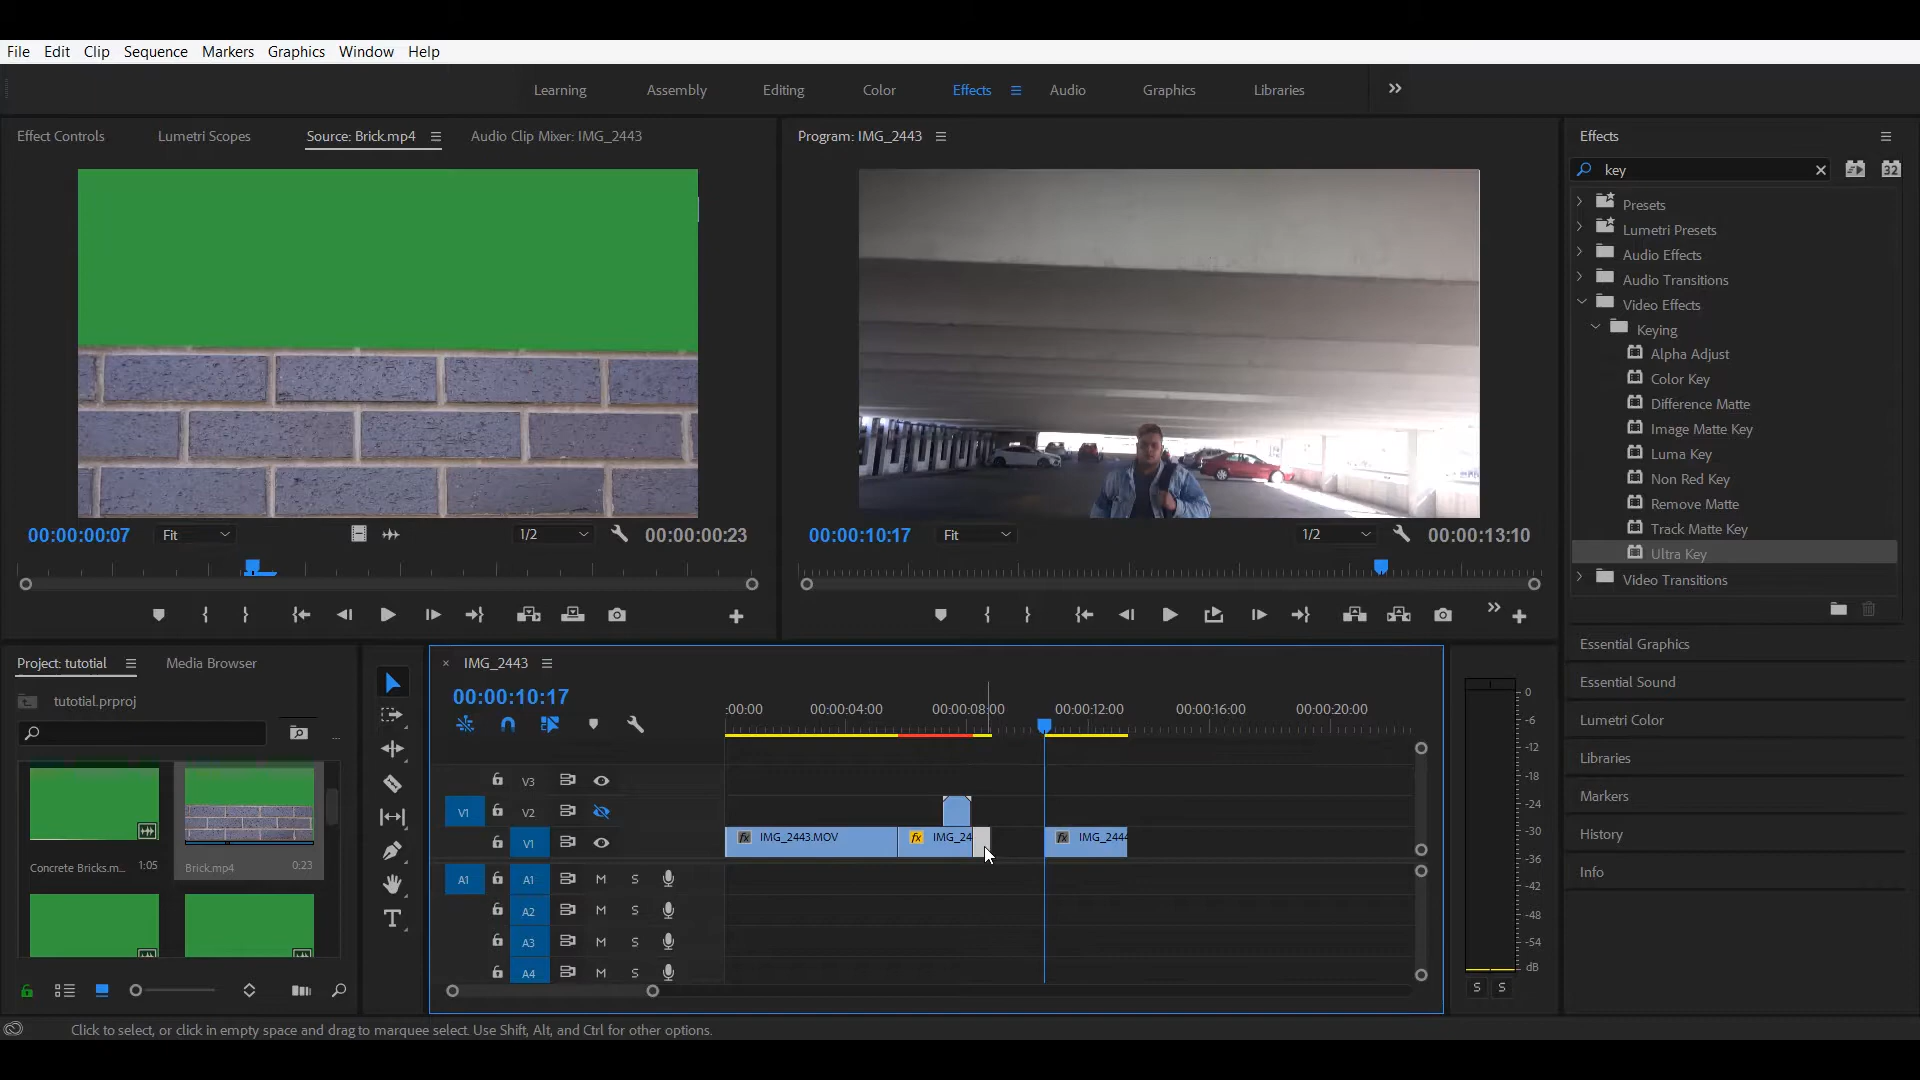 File Edit Clip Sequence Markers Graphics Window Help
Learning Assembly Editing Color Effects Audio Graphics Libraries
Effect Controls Lumetri Scopes Source: Brick.mp4 Audio Clip Mixer: IMG_2443
Program: IMG_2443
Effects
key
32
Presets
Lumetri Presets
Audio Effects
Audio Transitions
Video Effects
Keying
Alpha Adjust
Color Key
Difference Matte
Image Matte Key
Luma Key
Non Red Key
Remove Matte
Track Matte Key
Ultra Key
Video Transitions
00:00:00:07 Fit 1/2 00:00:00:23
00:00:10:17 Fit 1/2 00:00:13:10
Essential Graphics
Essential Sound
Lumetri Color
Libraries
Markers
History
Info
Project: tutotial Media Browser
tututial.prproj
Concrete Bricks.m... 1:05
Brick.mp4 0:23
× IMG_2443
00:00:10:17
:00:00 00:00:04:00 00:00:08:00 00:00:12:00 00:00:16:00 00:00:20:00
V3
V1 V2
V1 fx IMG_2443.MOV fx IMG_24 fx IMG_2444
A1 A1 M S
A2 M S
A3 M S
A4 M S
0
-6
-12
-18
-24
-30
-36
-42
-48
-54
dB
S S
Click to select, or click in empty space and drag to marquee select. Use Shift, Alt, and Ctrl for other options.